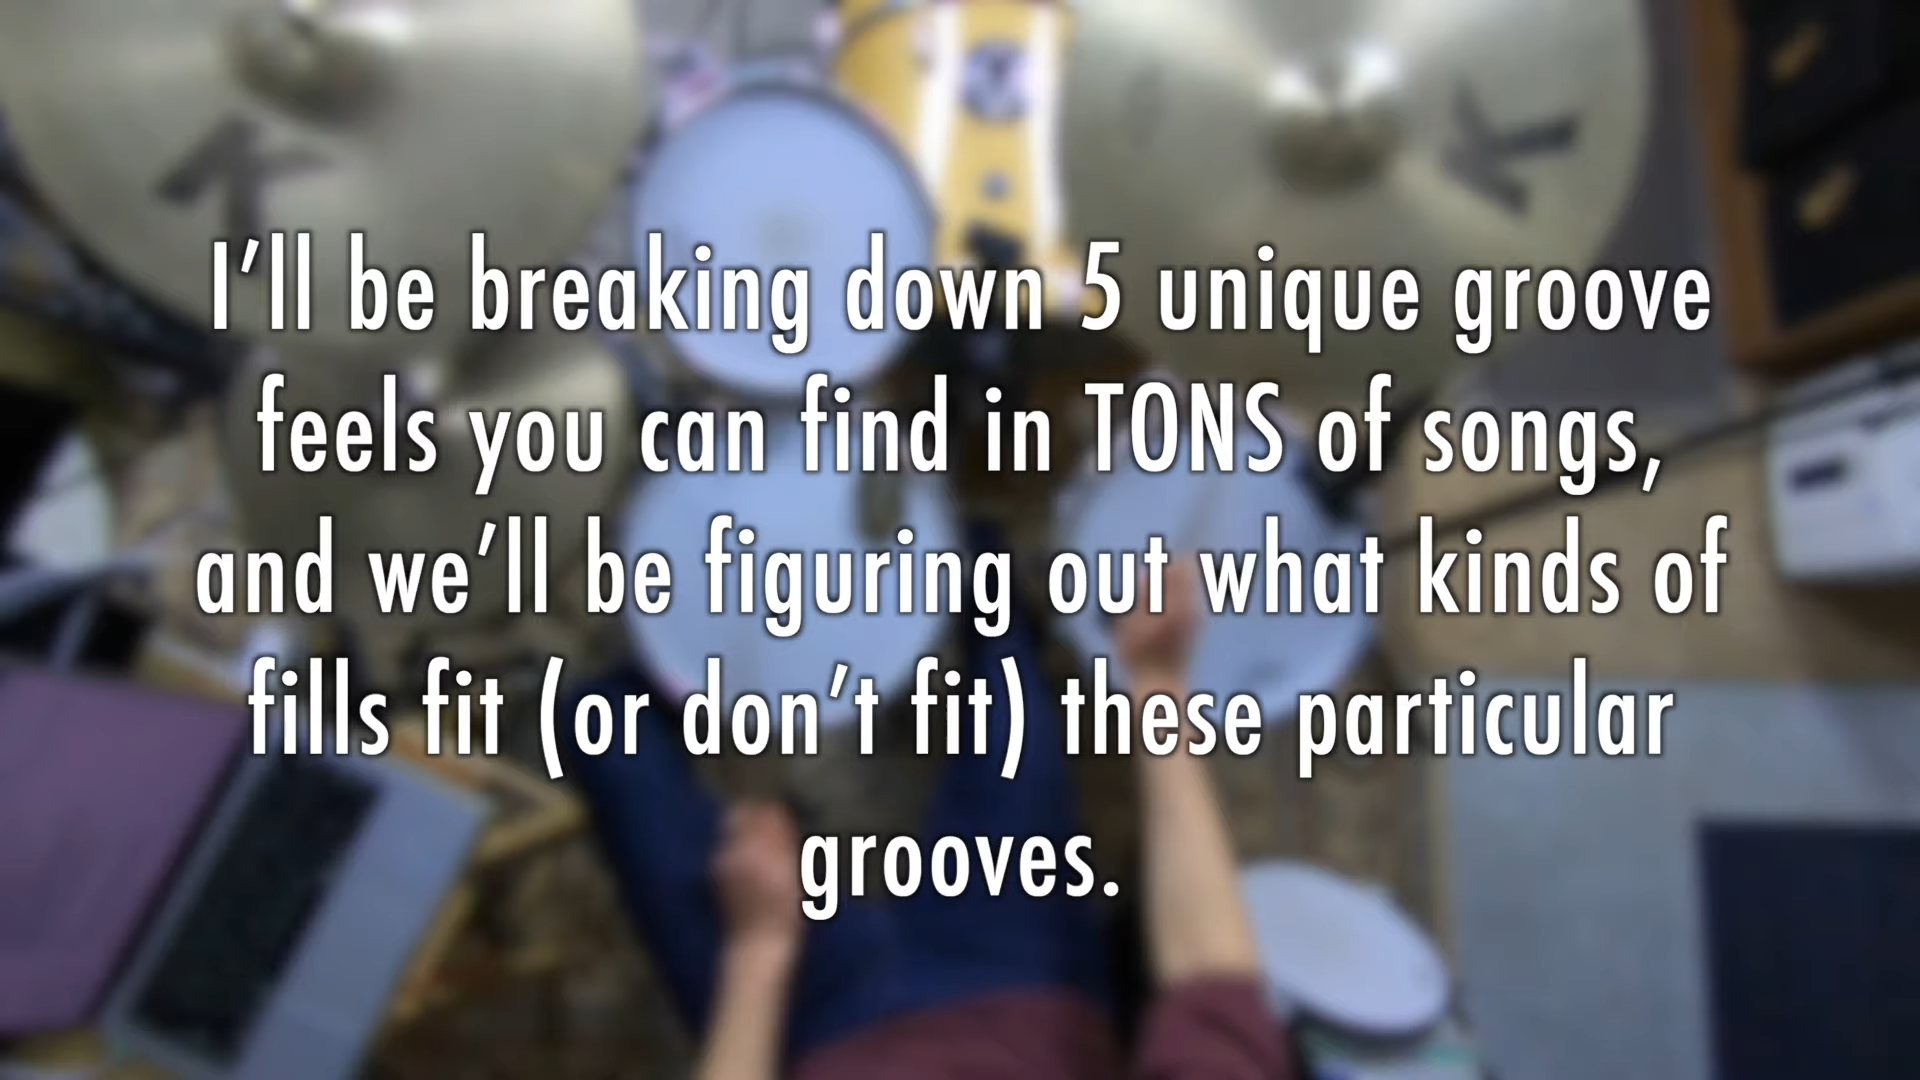 I’ll be breaking down 5 unique groove
feels you can find in TONS of songs,
and we’ll be figuring out what kinds of
fills fit (or don’t fit) these particular
grooves.
K
K